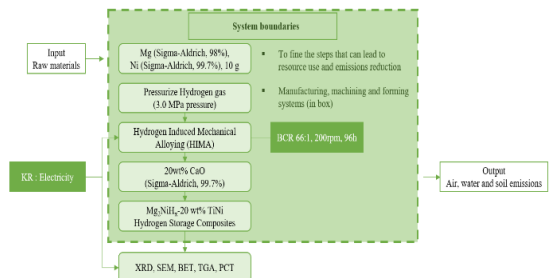 System boundaries
Input
Raw materials
Mg (Sigma-Aldrich, 98%),
Ni (Sigma-Aldrich, 99.7%), 10 g
▪ To fine the steps that can lead to
resource use and emissions reduction
▪ Manufacturing, machining and forming
systems (in box)
Pressurize Hydrogen gas
(3.0 MPa pressure)
Hydrogen Induced Mechanical
Alloying (HIMA)
BCR 66:1, 200rpm, 96h
KR : Electricity
20wt% CaO
(Sigma-Aldrich, 99.7%)
Output
Air, water and soil emissions
Mg₂NiHₓ-20 wt% TiNi
Hydrogen Storage Composites
XRD, SEM, BET, TGA, PCT